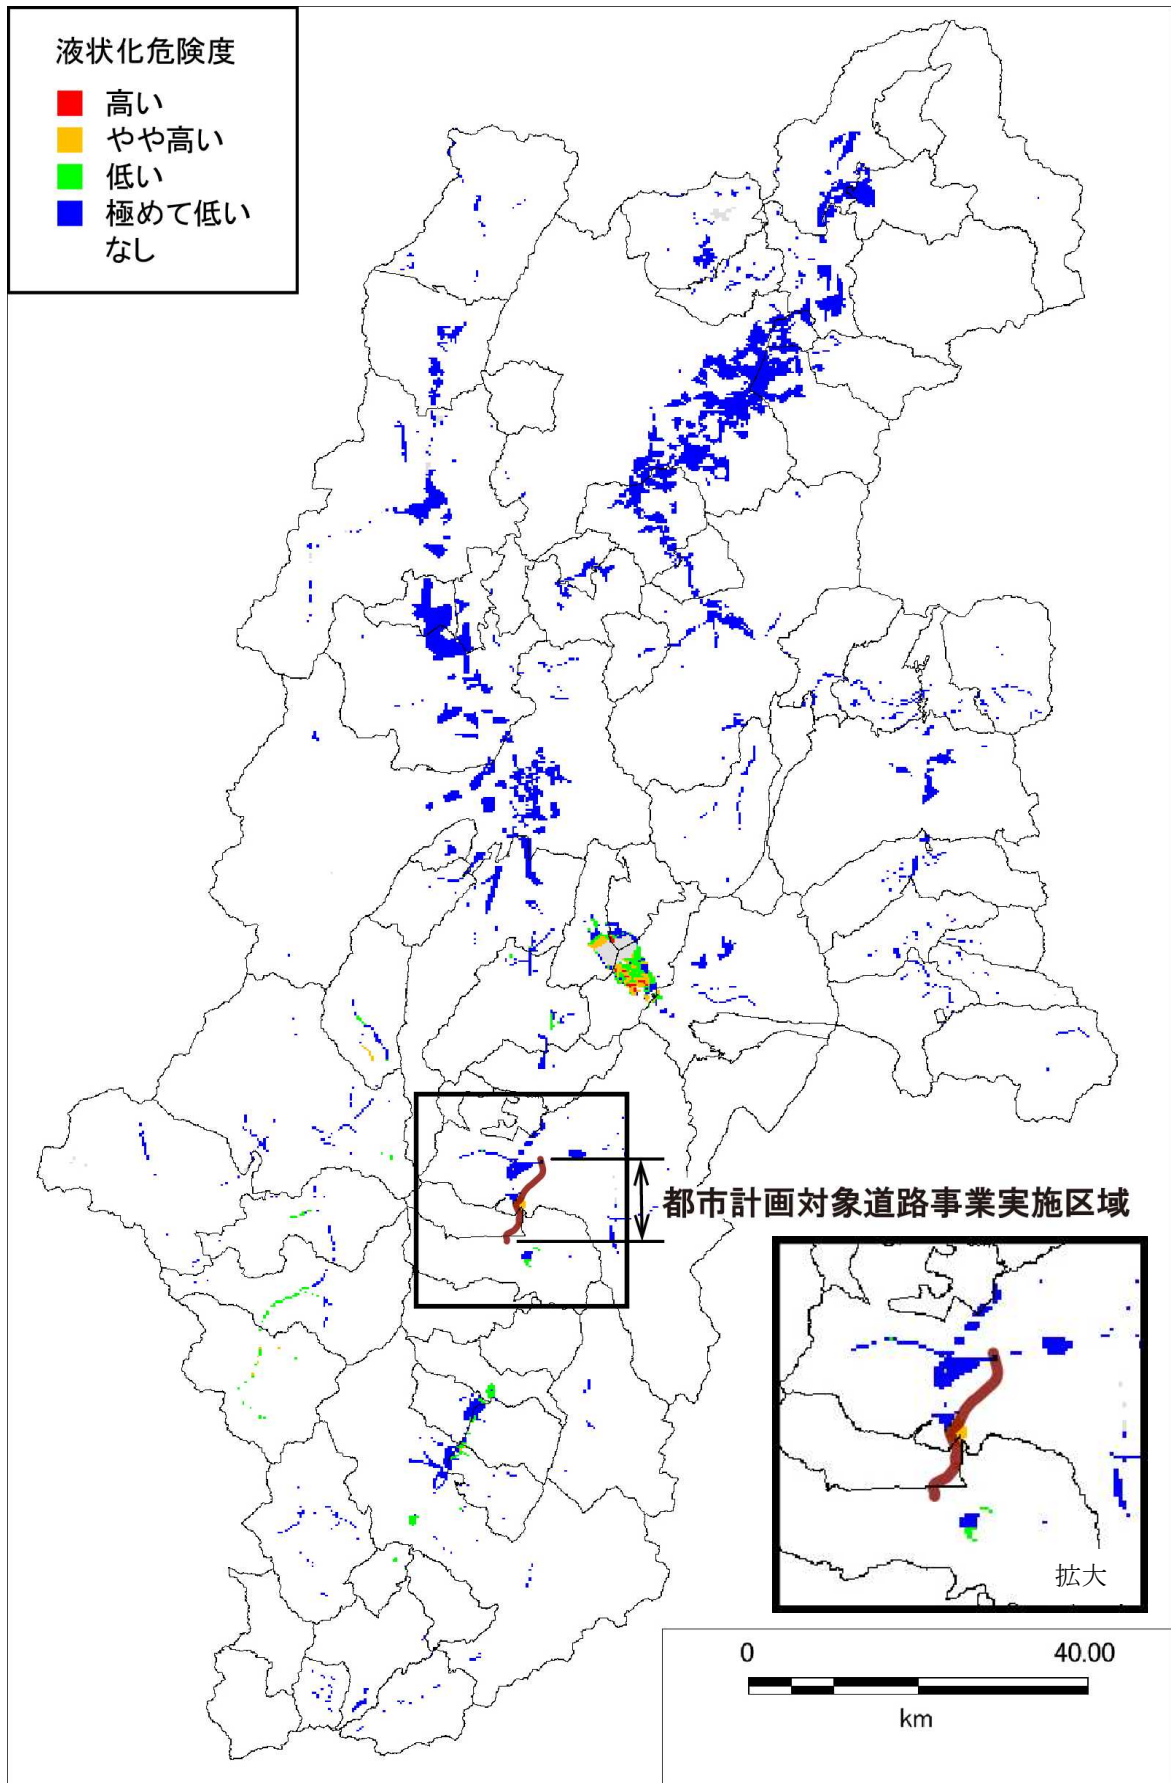 液状化危険度
高い
やや高い
低い
極めて低い
なし
都市計画対象道路事業実施区域
拡大
0 40.00
km